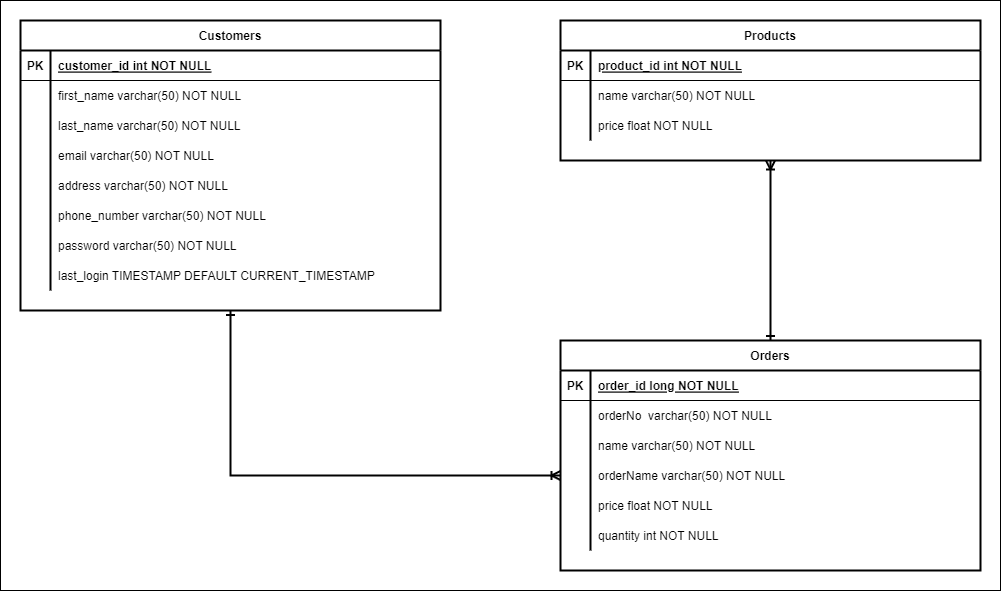 Customers
PK customer_id int NOT NULL
first_name varchar(50) NOT NULL
last_name varchar(50) NOT NULL
email varchar(50) NOT NULL
address varchar(50) NOT NULL
phone_number varchar(50) NOT NULL
password varchar(50) NOT NULL
last_login TIMESTAMP DEFAULT CURRENT_TIMESTAMP
Products
PK product_id int NOT NULL
name varchar(50) NOT NULL
price float NOT NULL
Orders
PK order_id long NOT NULL
orderNo  varchar(50) NOT NULL
name varchar(50) NOT NULL
orderName varchar(50) NOT NULL
price float NOT NULL
quantity int NOT NULL